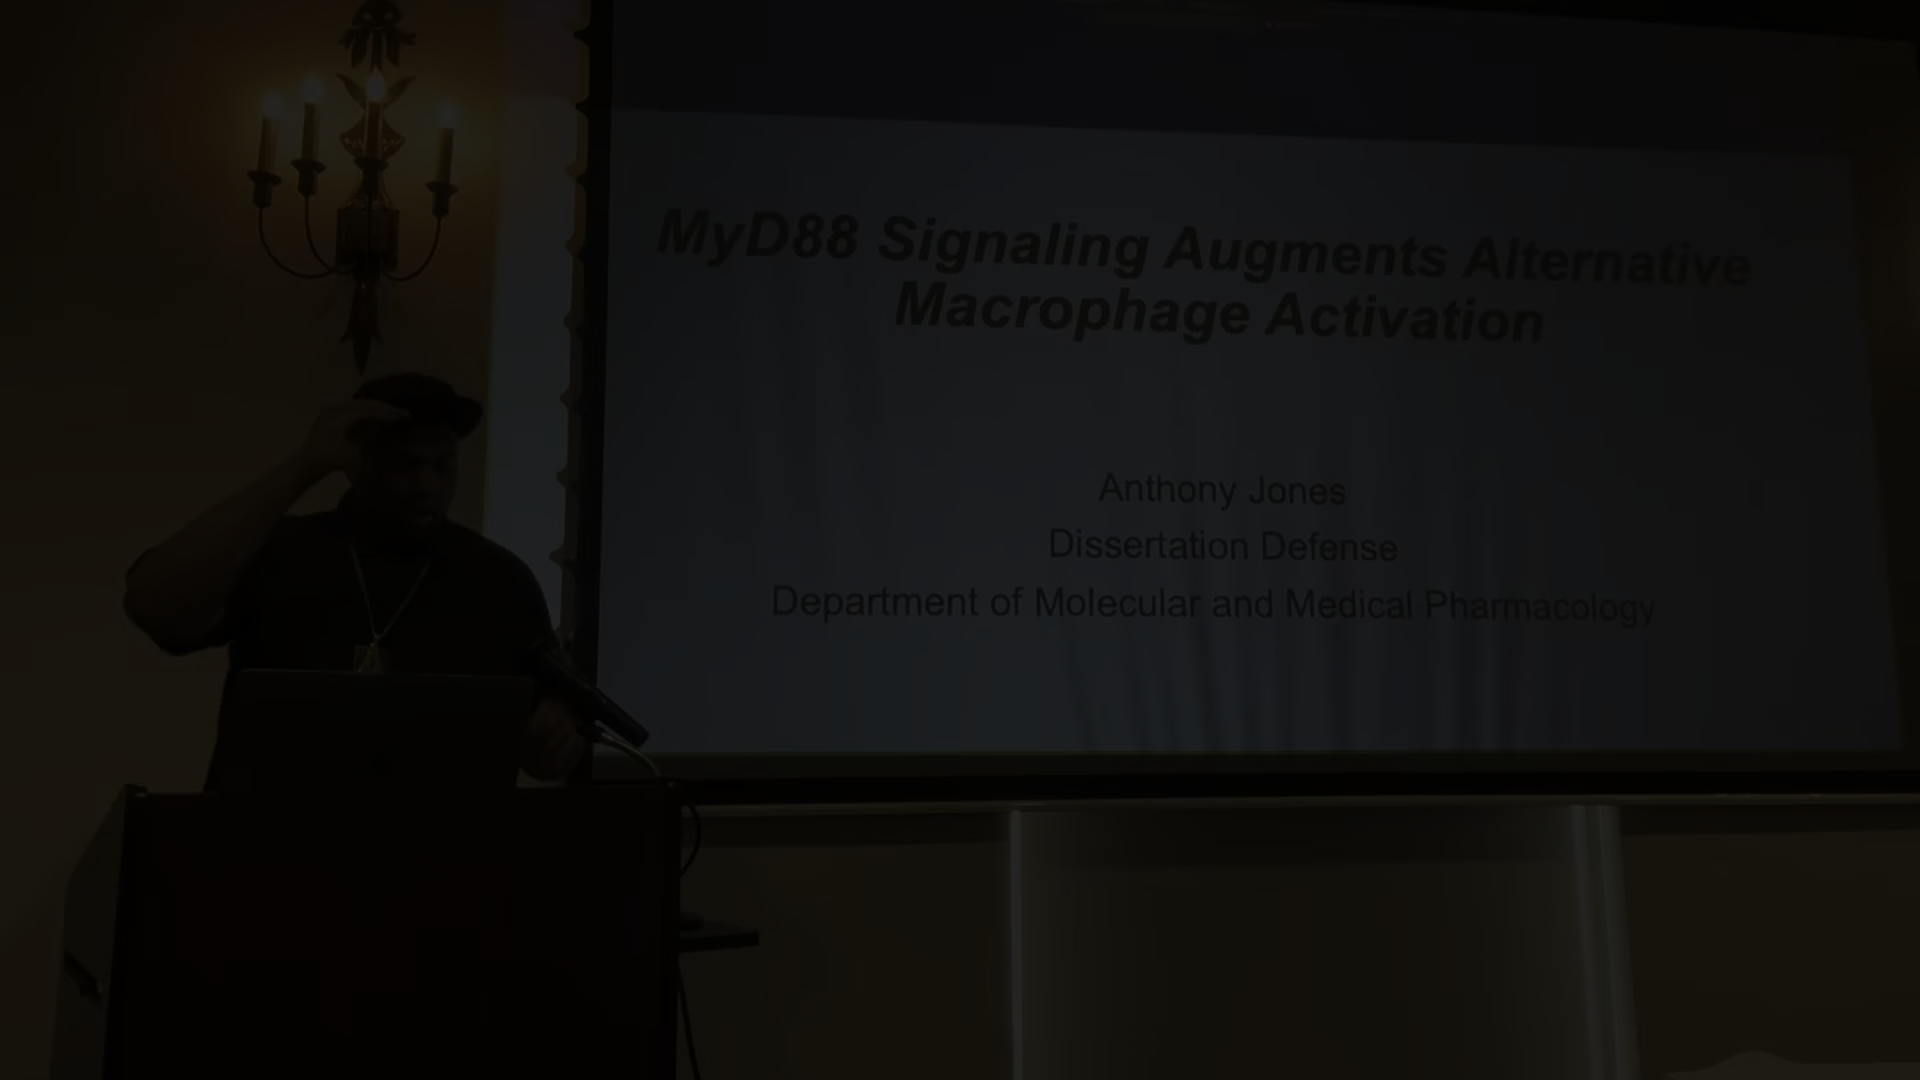 MyD88 Signaling Augments Alternative
Macrophage Activation
Anthony Jones
Dissertation Defense
Department of Molecular and Medical Pharmacology